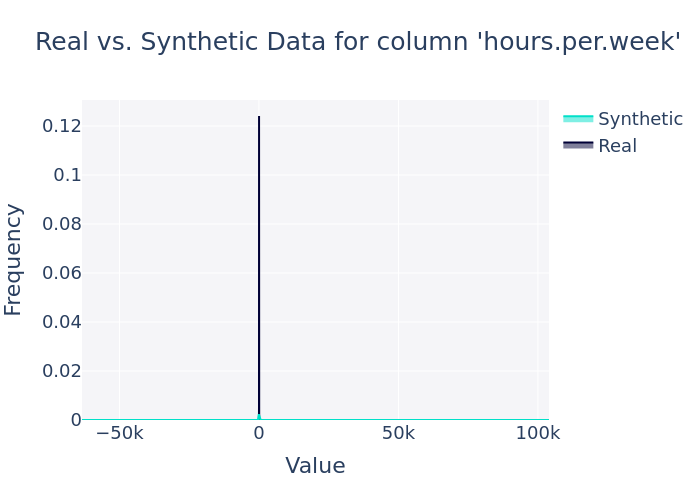 Real vs. Synthetic Data for column 'hours.per.week'
Synthetic
Real
Frequency
0.12
0.1
0.08
0.06
0.04
0.02
0
−50k
0
50k
100k
Value